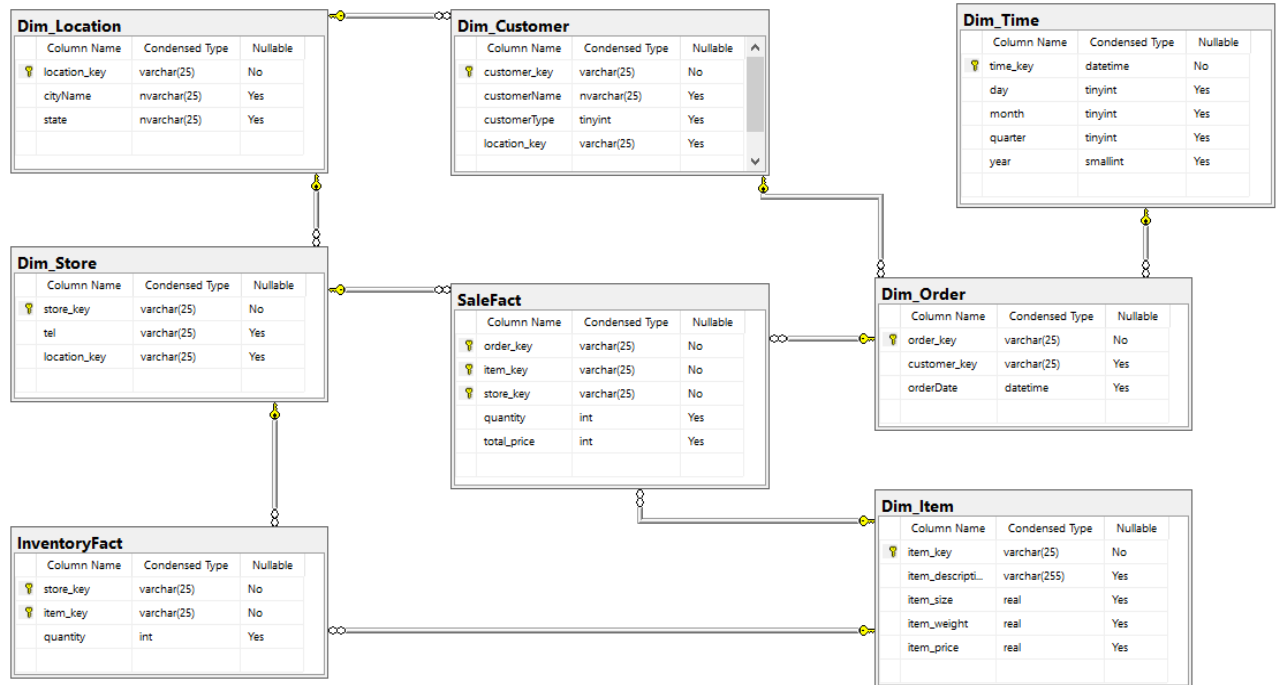 Dim_Location
Column Name Condensed Type Nullable
location_key varchar(25) No
cityName nvarchar(25) Yes
state nvarchar(25) Yes
Dim_Customer
Column Name Condensed Type Nullable
customer_key varchar(25) No
customerName nvarchar(25) Yes
customerType tinyint Yes
location_key varchar(25) Yes
Dim_Time
Column Name Condensed Type Nullable
time_key datetime No
day tinyint Yes
month tinyint Yes
quarter tinyint Yes
year smallint Yes
Dim_Store
Column Name Condensed Type Nullable
store_key varchar(25) No
tel varchar(25) Yes
location_key varchar(25) Yes
SaleFact
Column Name Condensed Type Nullable
order_key varchar(25) No
item_key varchar(25) No
store_key varchar(25) No
quantity int Yes
total_price int Yes
Dim_Order
Column Name Condensed Type Nullable
order_key varchar(25) No
customer_key varchar(25) Yes
orderDate datetime Yes
InventoryFact
Column Name Condensed Type Nullable
store_key varchar(25) No
item_key varchar(25) No
quantity int Yes
Dim_Item
Column Name Condensed Type Nullable
item_key varchar(25) No
item_descripti... varchar(255) Yes
item_size real Yes
item_weight real Yes
item_price real Yes